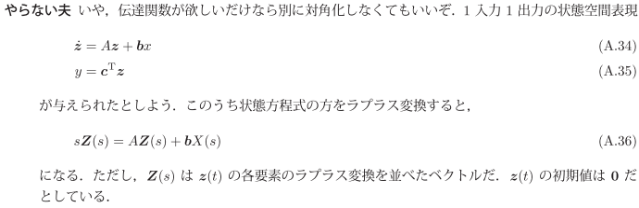 やらない夫 いや，伝達関数が欲しいだけなら別に対角化しなくてもいいぞ．1 入力 1 出力の状態空間表現
ż = Az + bx (A.34)
y = cᵀz (A.35)
が与えられたとしよう．このうち状態方程式の方をラプラス変換すると，
sZ(s) = AZ(s) + bX(s) (A.36)
になる．ただし，Z(s) は z(t) の各要素のラプラス変換を並べたベクトルだ．z(t) の初期値は 0 だ
としている．